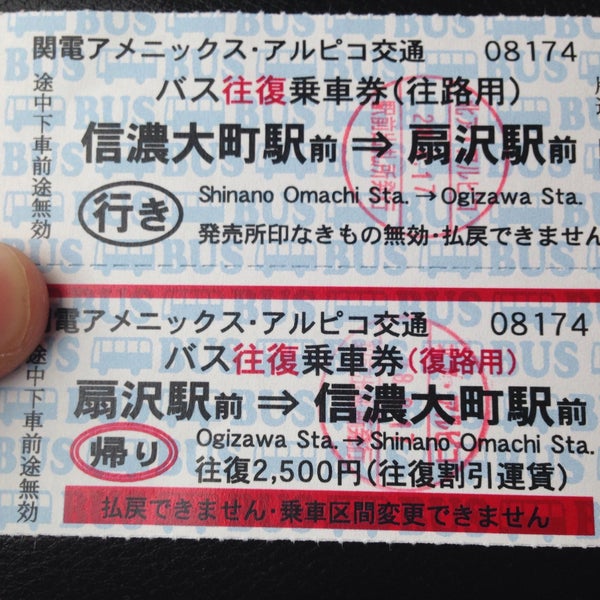 関電アメニックス・アルピコ交通 08174
バス往復乗車券(往路用)
信濃大町駅前⇒扇沢駅前
行き
Shinano Omachi Sta.→Ogizawa Sta.
発売所印なきもの無効・払戻できません
途中下車前途無効
関電アメニックス・アルピコ交通 08174
バス往復乗車券(復路用)
扇沢駅前⇒信濃大町駅前
帰り
Ogizawa Sta.→Shinano Omachi Sta.
往復2,500円(往復割引運賃)
払戻できません・乗車区間変更できません
途中下車前途無効
BUS